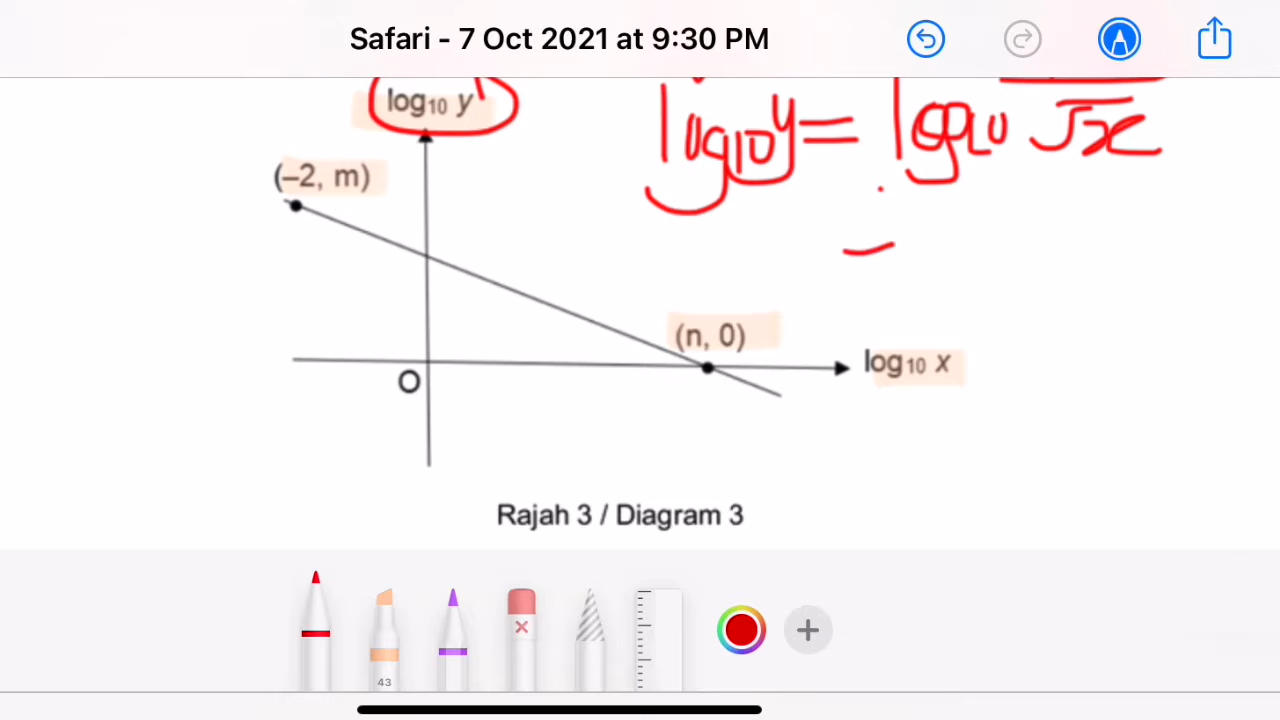 Safari - 7 Oct 2021 at 9:30 PM
log₁₀ y
log₁₀ y = log₁₀ √x
(–2, m)
(n, 0)
log₁₀ x
O
Rajah 3 / Diagram 3
43